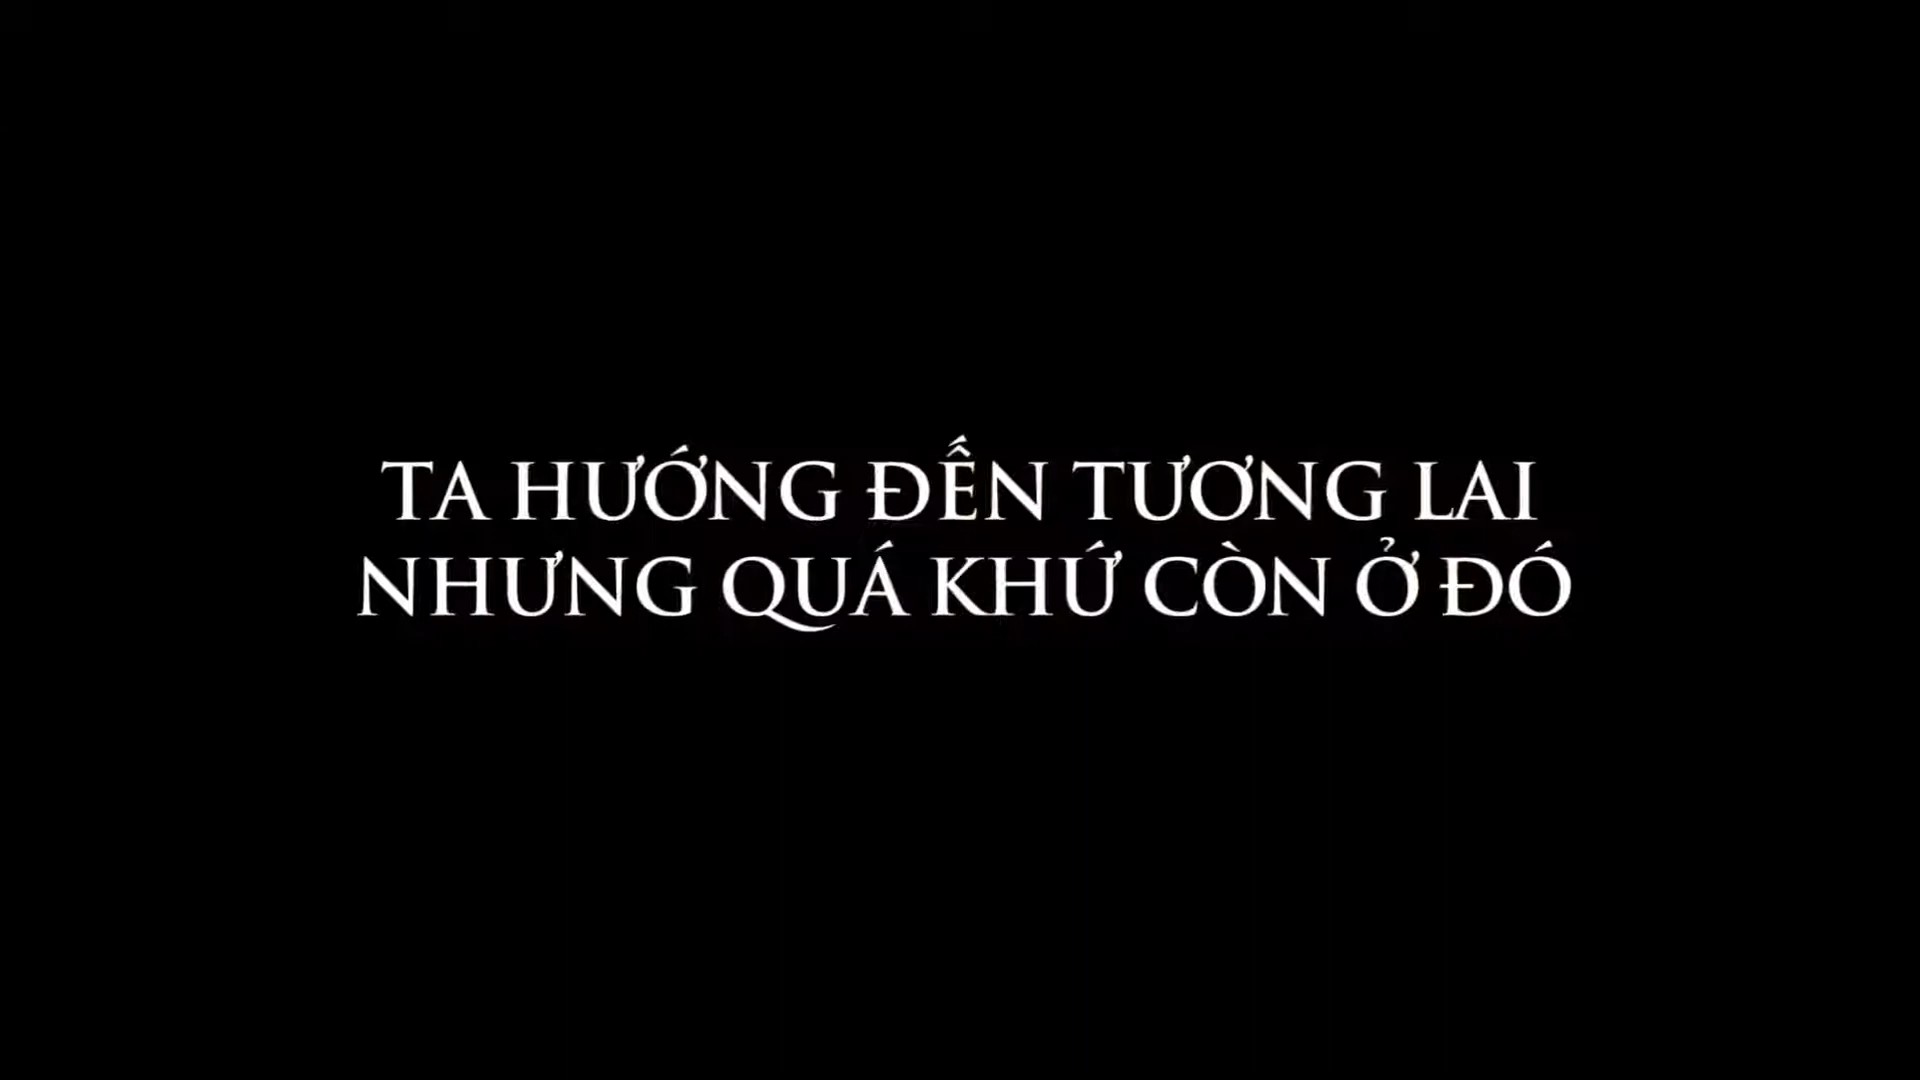 TA HƯỚNG ĐẾN TƯƠNG LAI
NHƯNG QUÁ KHỨ CÒN Ở ĐÓ